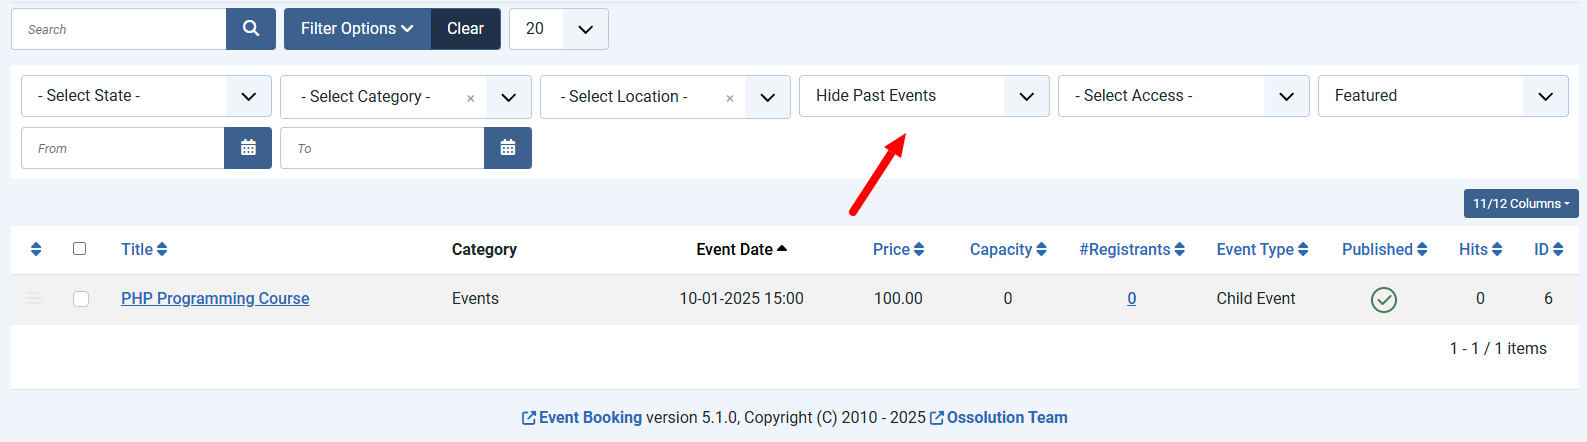 Search Filter Options Clear 20
- Select State - - Select Category - × - Select Location - × Hide Past Events - Select Access - Featured
From To
11/12 Columns
Title Category Event Date Price Capacity #Registrants Event Type Published Hits ID
PHP Programming Course Events 10-01-2025 15:00 100.00 0 0 Child Event 0 6
1 - 1 / 1 items
Event Booking version 5.1.0, Copyright (C) 2010 - 2025 Ossolution Team